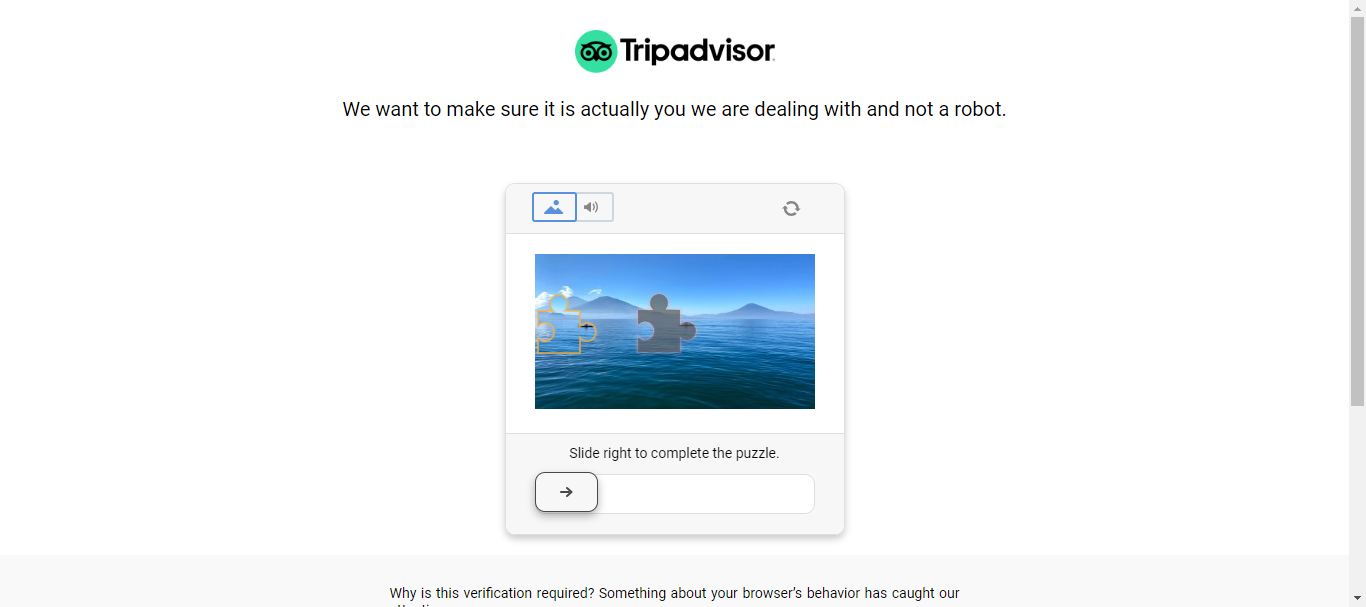 Tripadvisor
We want to make sure it is actually you we are dealing with and not a robot.
Slide right to complete the puzzle.
Why is this verification required? Something about your browser's behavior has caught our